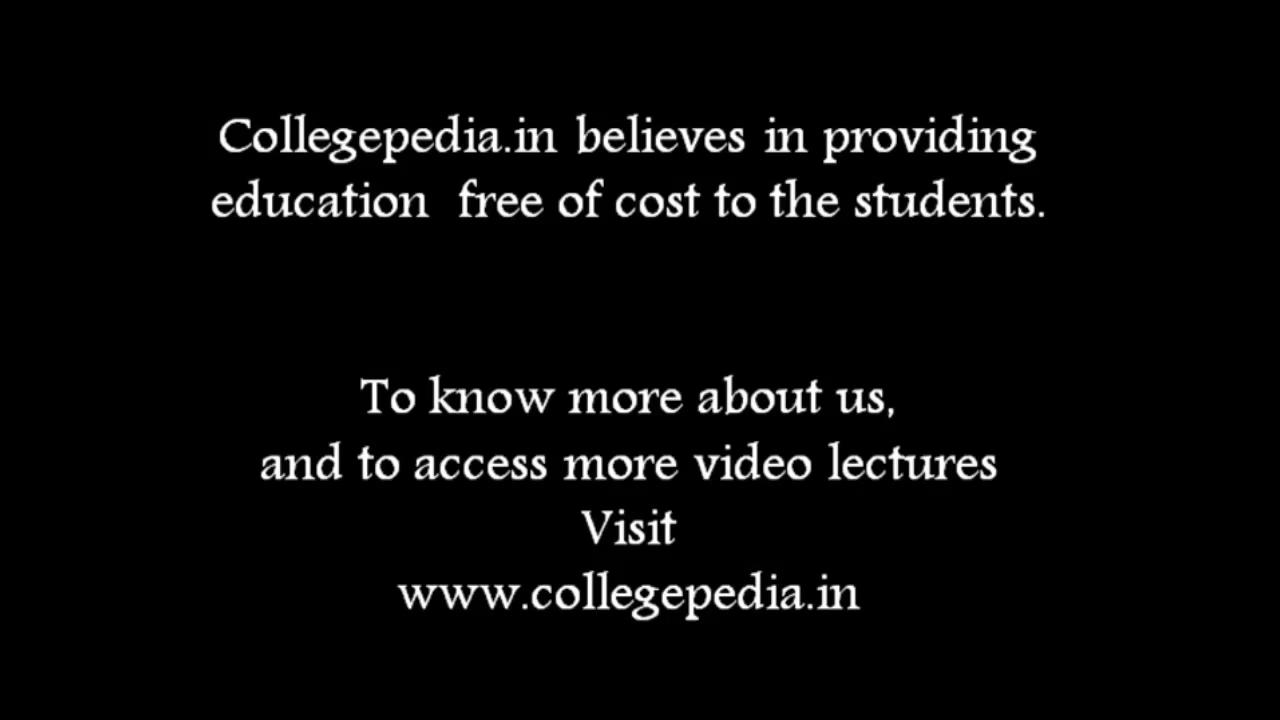 Collegepedia.in believes in providing
education free of cost to the students.
To know more about us,
and to access more video lectures
Visit
www.collegepedia.in